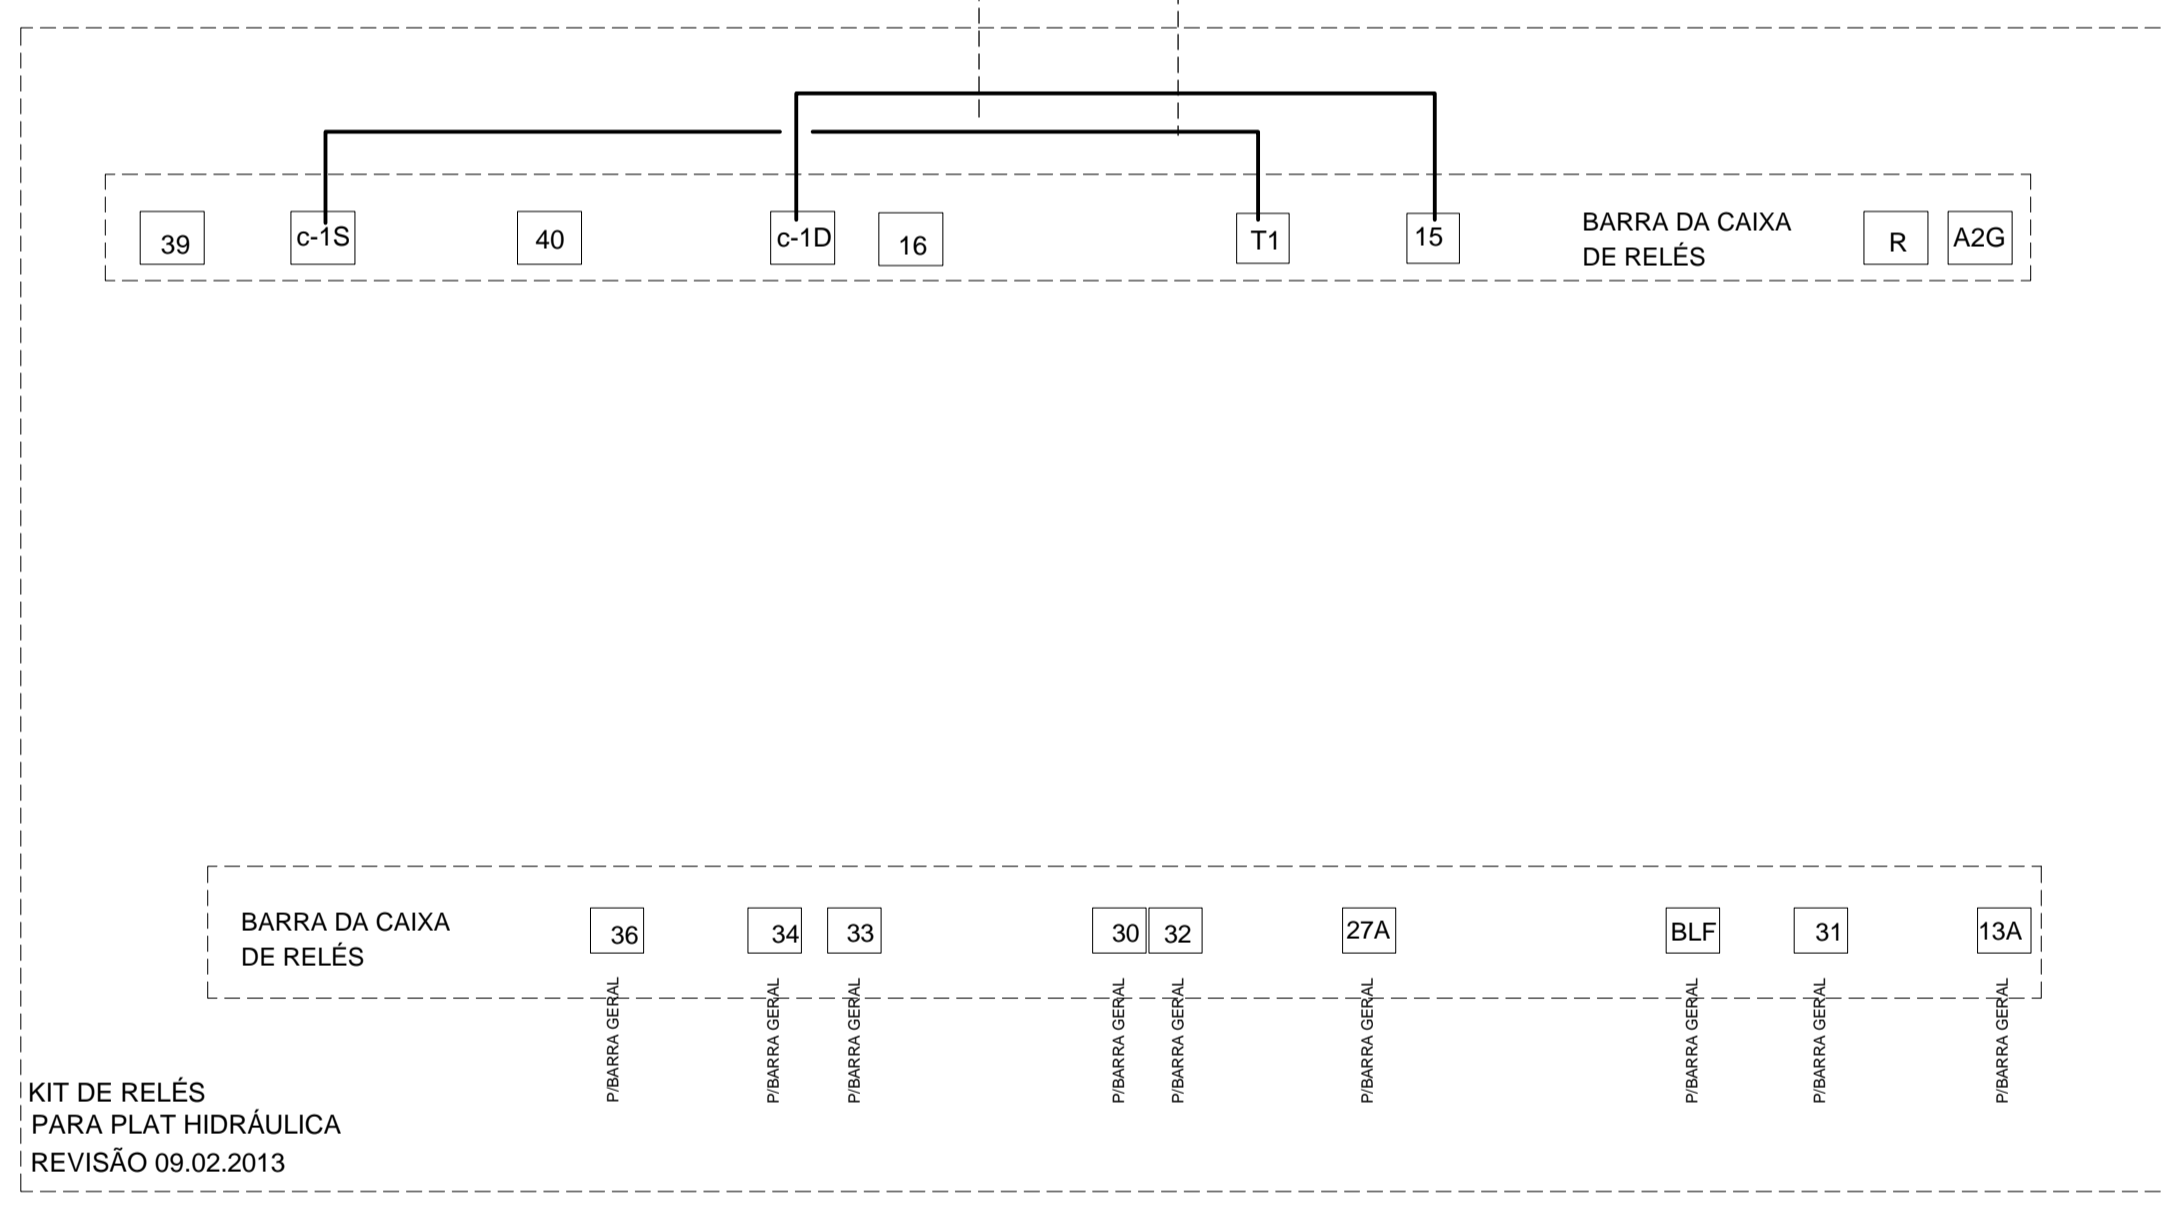 39
c-1S
40
c-1D
16
T1
15
BARRA DA CAIXA
DE RELÉS
R
A2G
BARRA DA CAIXA
DE RELÉS
36
34
33
30
32
27A
BLF
31
13A
P/BARRA GERAL
P/BARRA GERAL
P/BARRA GERAL
P/BARRA GERAL
P/BARRA GERAL
P/BARRA GERAL
P/BARRA GERAL
P/BARRA GERAL
P/BARRA GERAL
KIT DE RELÉS
PARA PLAT HIDRÁULICA
REVISÃO 09.02.2013